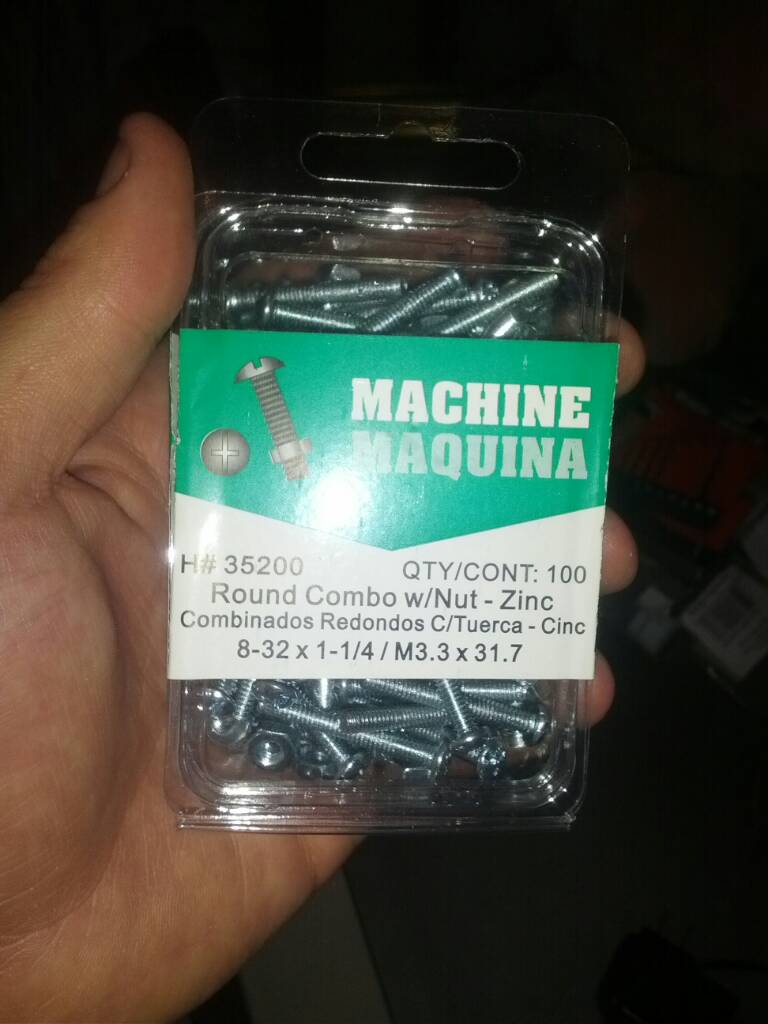 MACHINE
MAQUINA
H# 35200
QTY/CONT: 100
Round Combo w/Nut - Zinc
Combinados Redondos C/Tuerca - Cinc
8-32 x 1-1/4 / M3.3 x 31.7